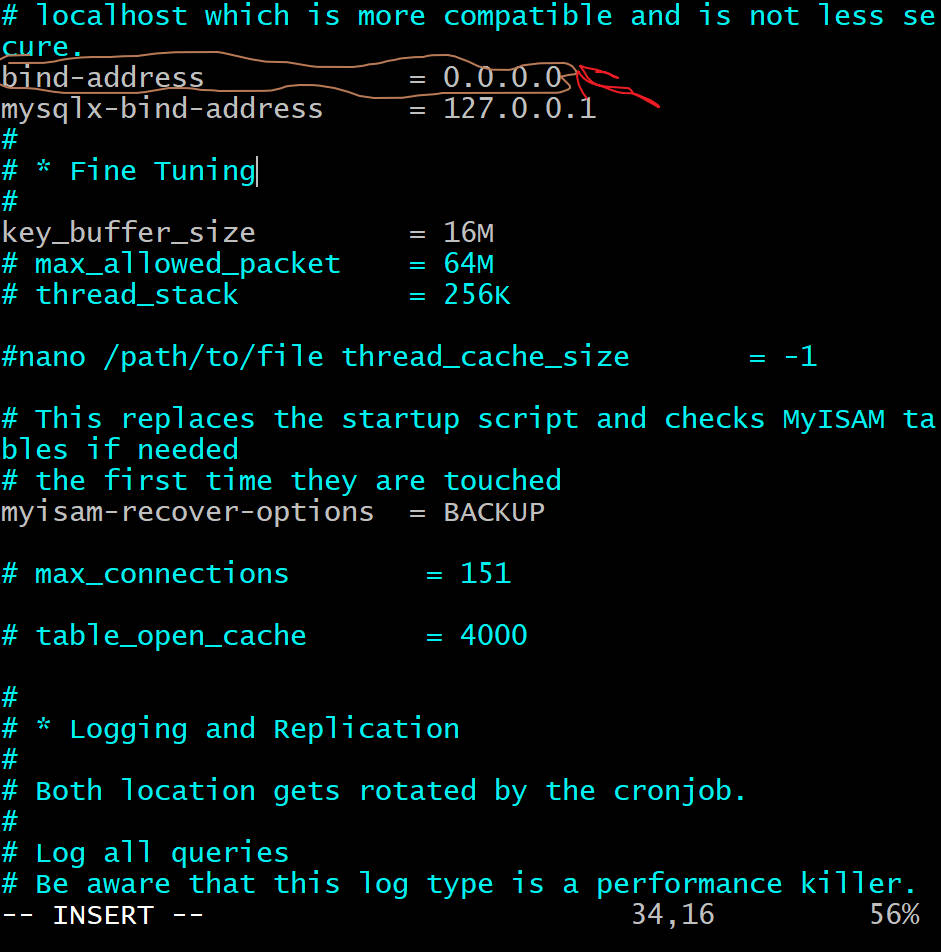 # localhost which is more compatible and is not less se
cure.
bind-address            = 0.0.0.0
mysqlx-bind-address     = 127.0.0.1
#
# * Fine Tuning
#
key_buffer_size         = 16M
# max_allowed_packet    = 64M
# thread_stack          = 256K
#nano /path/to/file thread_cache_size       = -1
# This replaces the startup script and checks MyISAM ta
bles if needed
# the first time they are touched
myisam-recover-options  = BACKUP
# max_connections        = 151
# table_open_cache       = 4000
#
# * Logging and Replication
#
# Both location gets rotated by the cronjob.
#
# Log all queries
# Be aware that this log type is a performance killer.
-- INSERT --                         34,16         56%